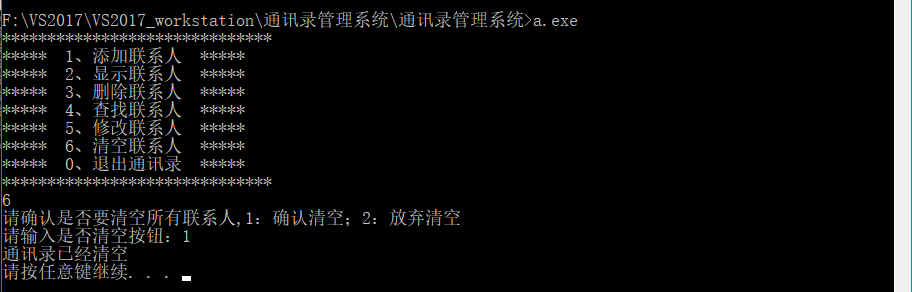 F:\VS2017\VS2017_workstation\通讯录管理系统\通讯录管理系统>a.exe
******************************
*****  1、添加联系人  *****
*****  2、显示联系人  *****
*****  3、删除联系人  *****
*****  4、查找联系人  *****
*****  5、修改联系人  *****
*****  6、清空联系人  *****
*****  0、退出通讯录  *****
******************************
6
请确认是否要清空所有联系人,1：确认清空；2：放弃清空
请输入是否清空按钮：1
通讯录已经清空
请按任意键继续. . .